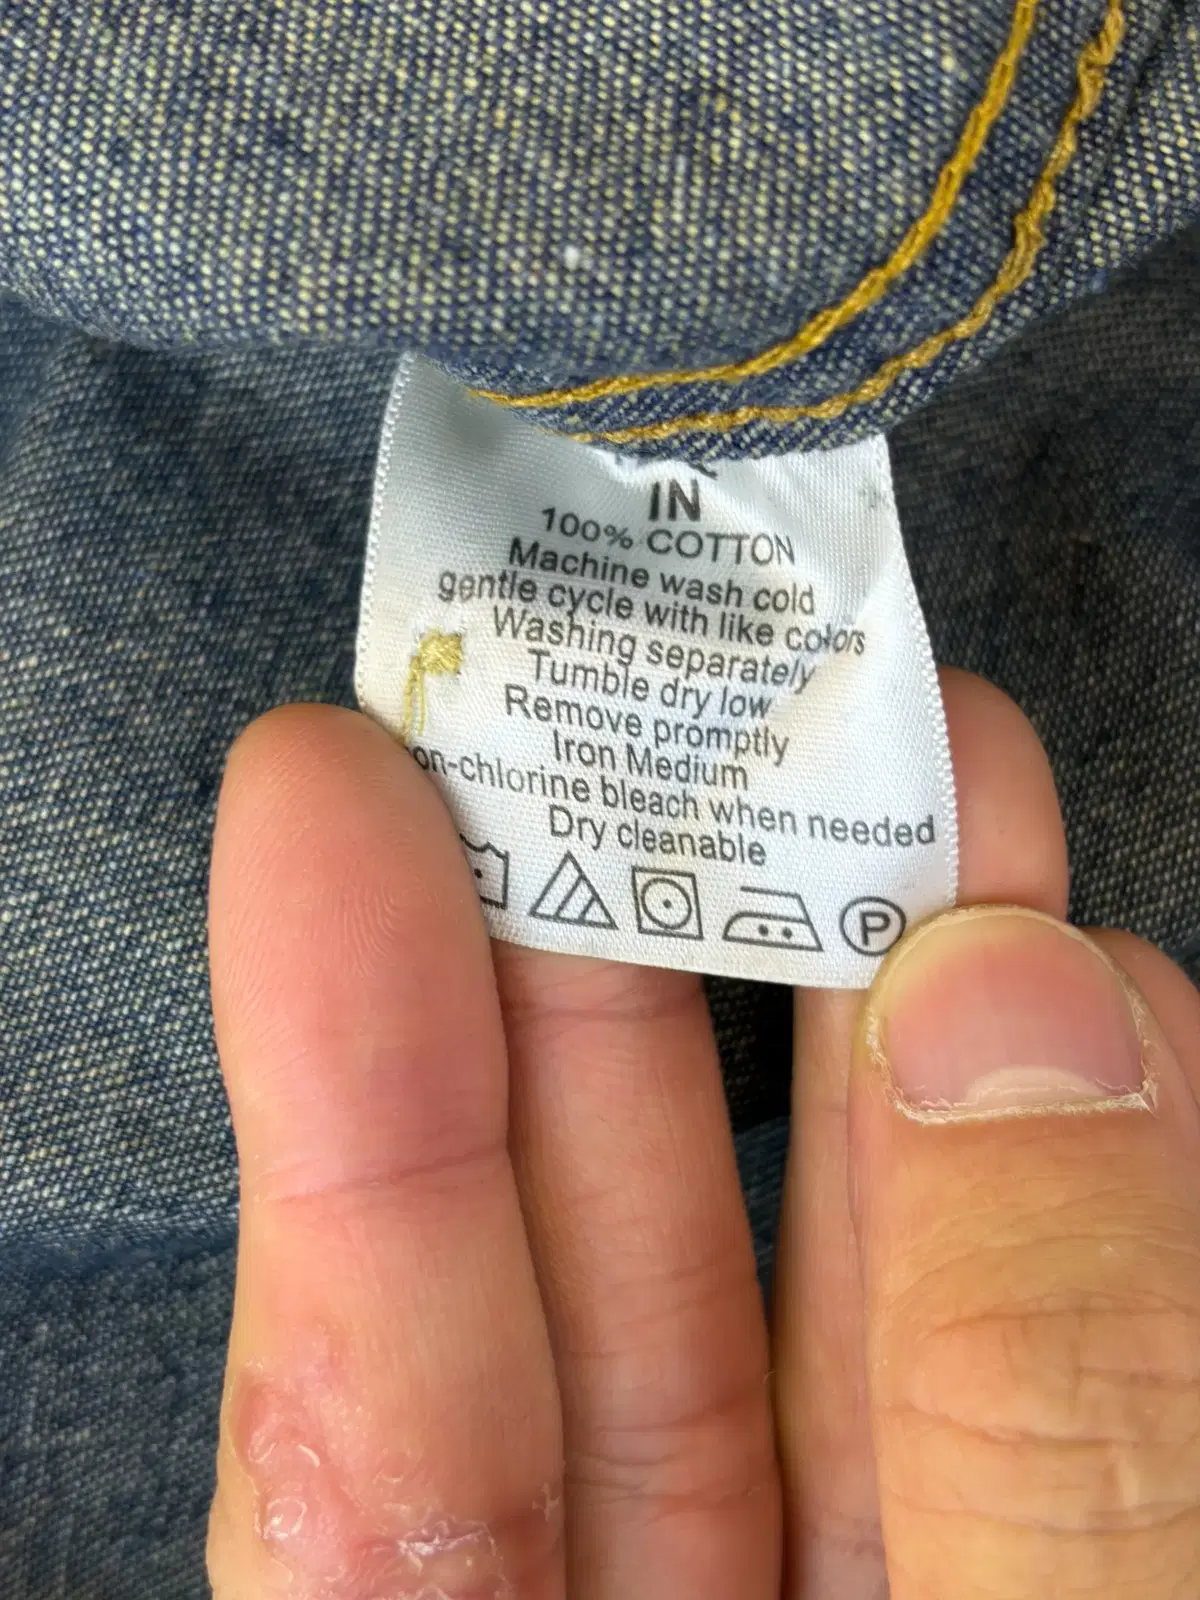 IN
100% COTTON
Machine wash cold
gentle cycle with like colors
Washing separately
Tumble dry low
Remove promptly
Iron Medium
on-chlorine bleach when needed
Dry cleanable
P